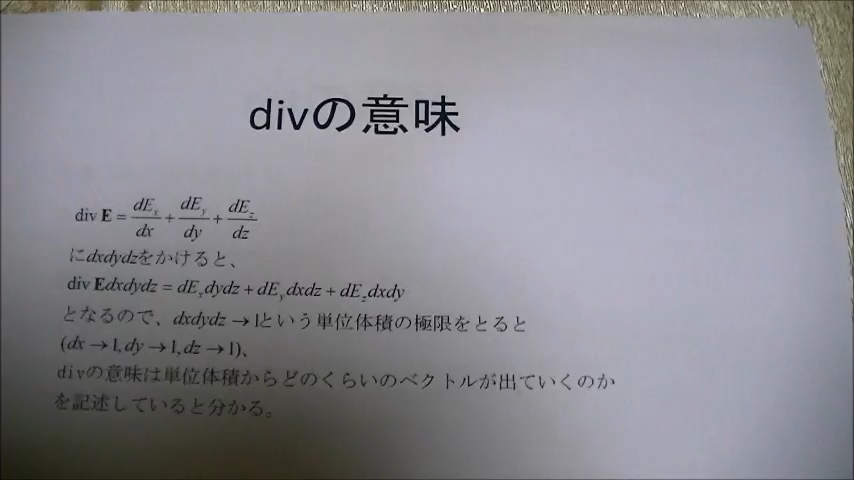 divの意味
div E = dE_x/dx + dE_y/dy + dE_z/dz
にdxdydzをかけると、
div Edxdydz = dE_xdydz + dE_ydxdz + dE_zdxdy
となるので、dxdydz → 1という単位体積の極限をとると
(dx → 1, dy → 1, dz → 1)、
divの意味は単位体積からどのくらいのベクトルが出ていくのか
を記述していると分かる。